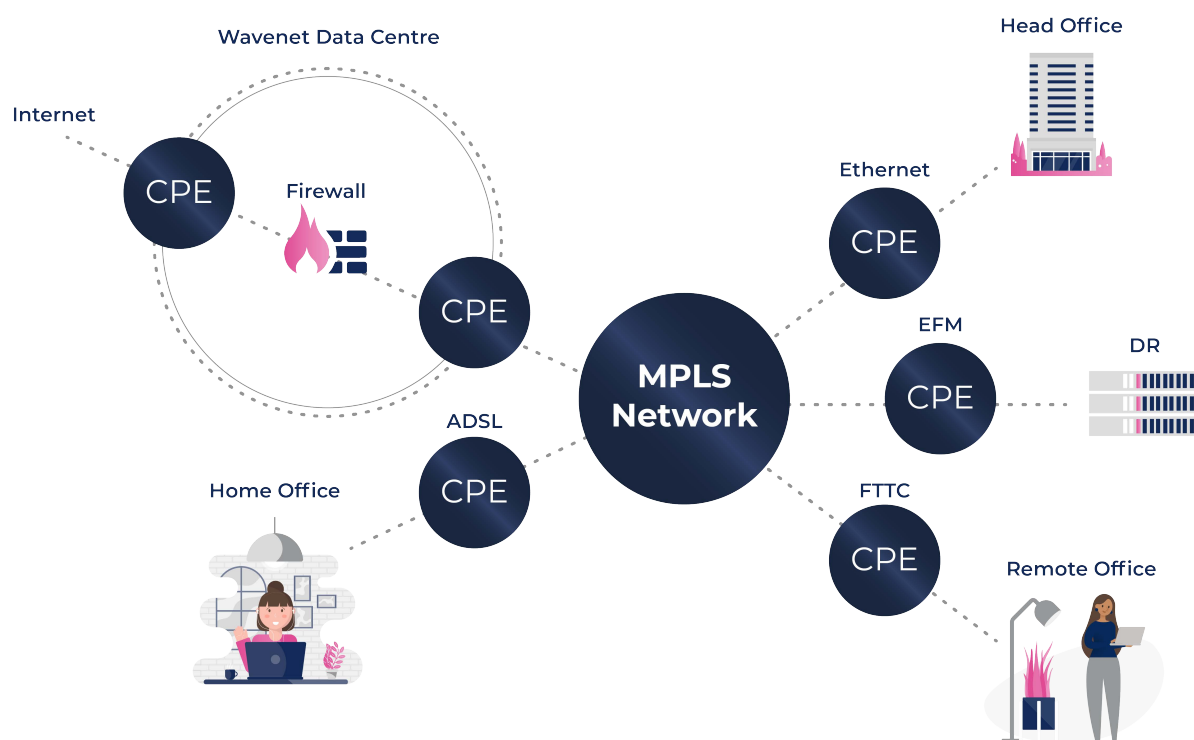 Wavenet Data Centre
Head Office
Internet
Ethernet
CPE
Firewall
CPE
CPE
EFM
DR
MPLS
Network
CPE
ADSL
CPE
Home Office
FTTC
CPE
Remote Office